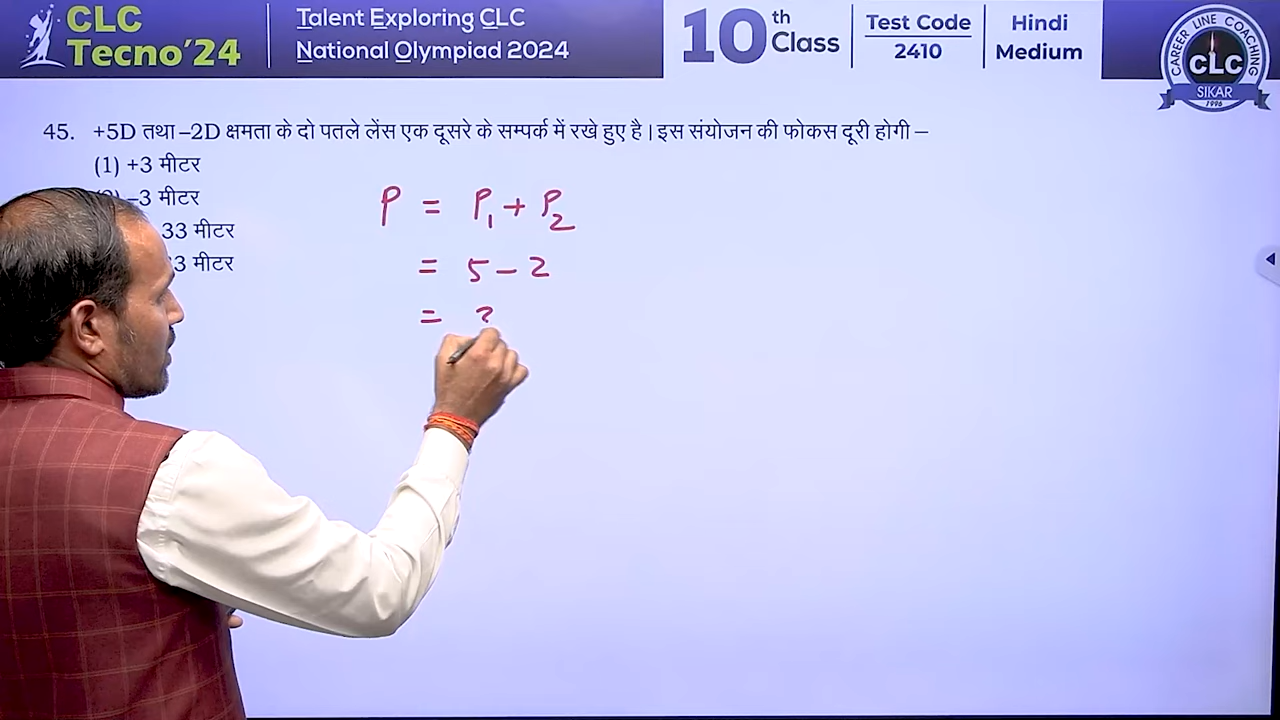 CLC
Tecno'24
Talent Exploring CLC
National Olympiad 2024
10th Class
Test Code
2410
Hindi
Medium
CAREER LINE COACHING
CLC
SIKAR
1996
45. +5D तथा –2D क्षमता के दो पतले लेंस एक दूसरे के सम्पर्क में रखे हुए है। इस संयोजन की फोकस दूरी होगी –
(1) +3 मीटर
–3 मीटर
33 मीटर
मीटर
P = P₁ + P₂
= 5 – 2
=